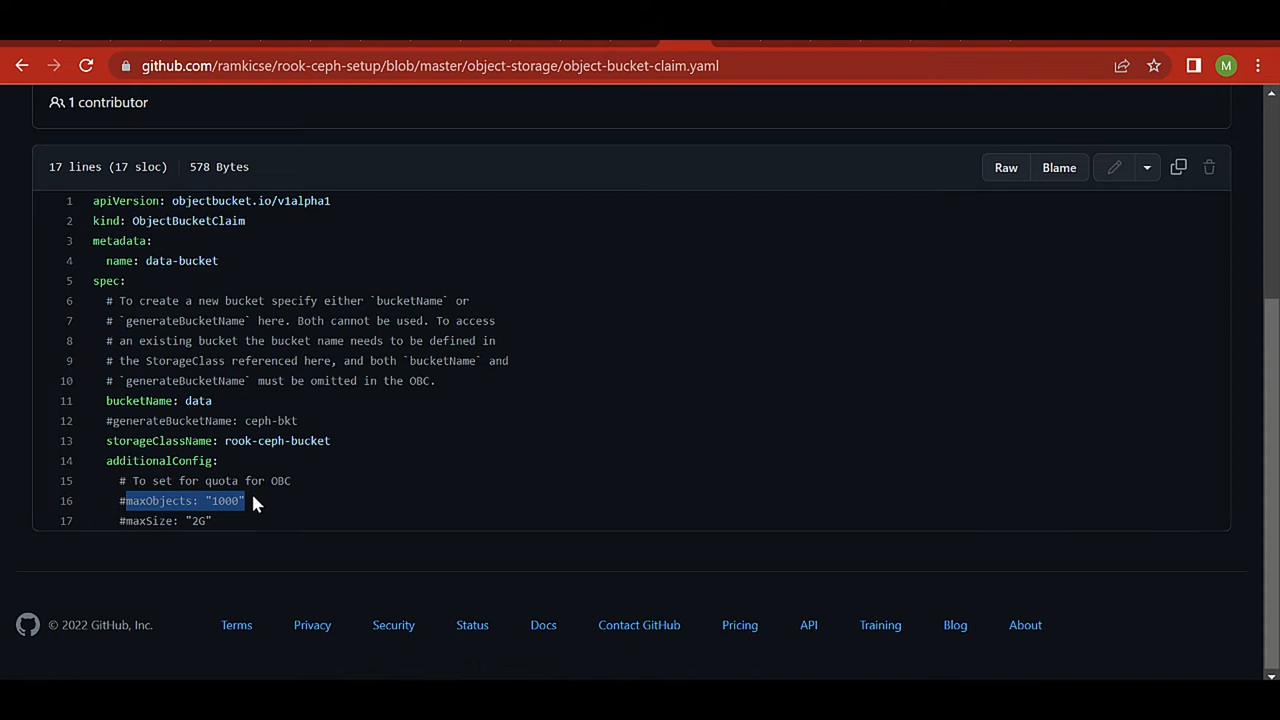 github.com/ramkicse/rook-ceph-setup/blob/master/object-storage/object-bucket-claim.yaml
M
1 contributor
17 lines (17 sloc) 578 Bytes
Raw Blame
1 apiVersion: objectbucket.io/v1alpha1
2 kind: ObjectBucketClaim
3 metadata:
4 name: data-bucket
5 spec:
6 # To create a new bucket specify either `bucketName` or
7 # `generateBucketName` here. Both cannot be used. To access
8 # an existing bucket the bucket name needs to be defined in
9 # the StorageClass referenced here, and both `bucketName` and
10 # `generateBucketName` must be omitted in the OBC.
11 bucketName: data
12 #generateBucketName: ceph-bkt
13 storageClassName: rook-ceph-bucket
14 additionalConfig:
15 # To set for quota for OBC
16 #maxObjects: "1000"
17 #maxSize: "2G"
© 2022 GitHub, Inc. Terms Privacy Security Status Docs Contact GitHub Pricing API Training Blog About